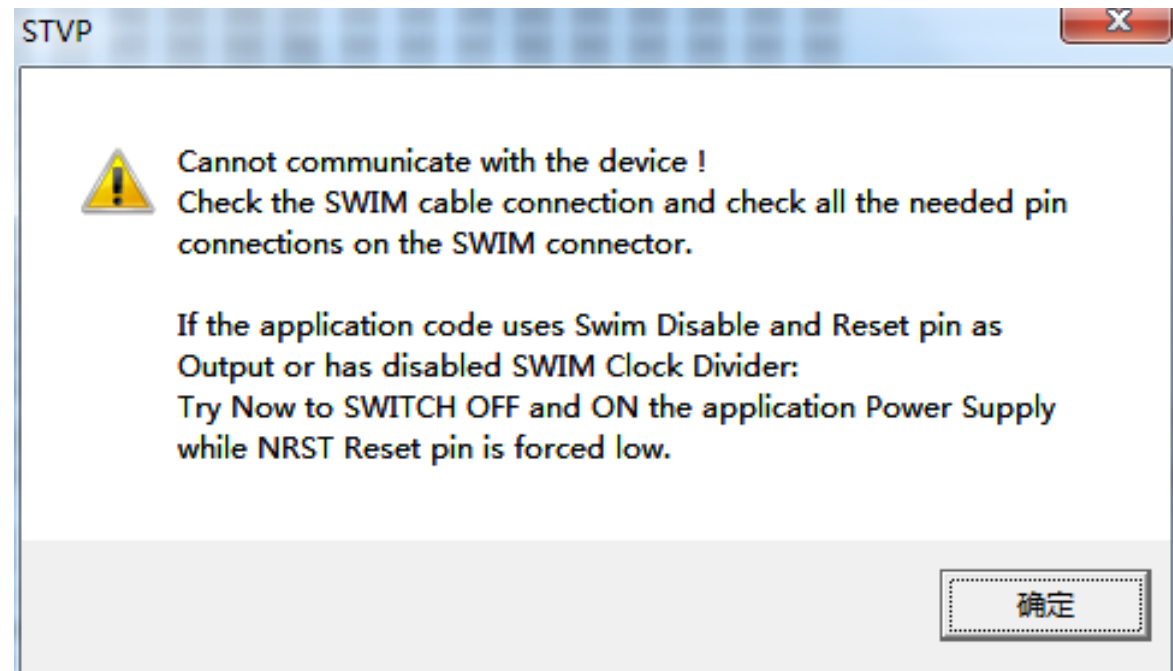 STVP
Cannot communicate with the device !
Check the SWIM cable connection and check all the needed pin
connections on the SWIM connector.
If the application code uses Swim Disable and Reset pin as
Output or has disabled SWIM Clock Divider:
Try Now to SWITCH OFF and ON the application Power Supply
while NRST Reset pin is forced low.
确定